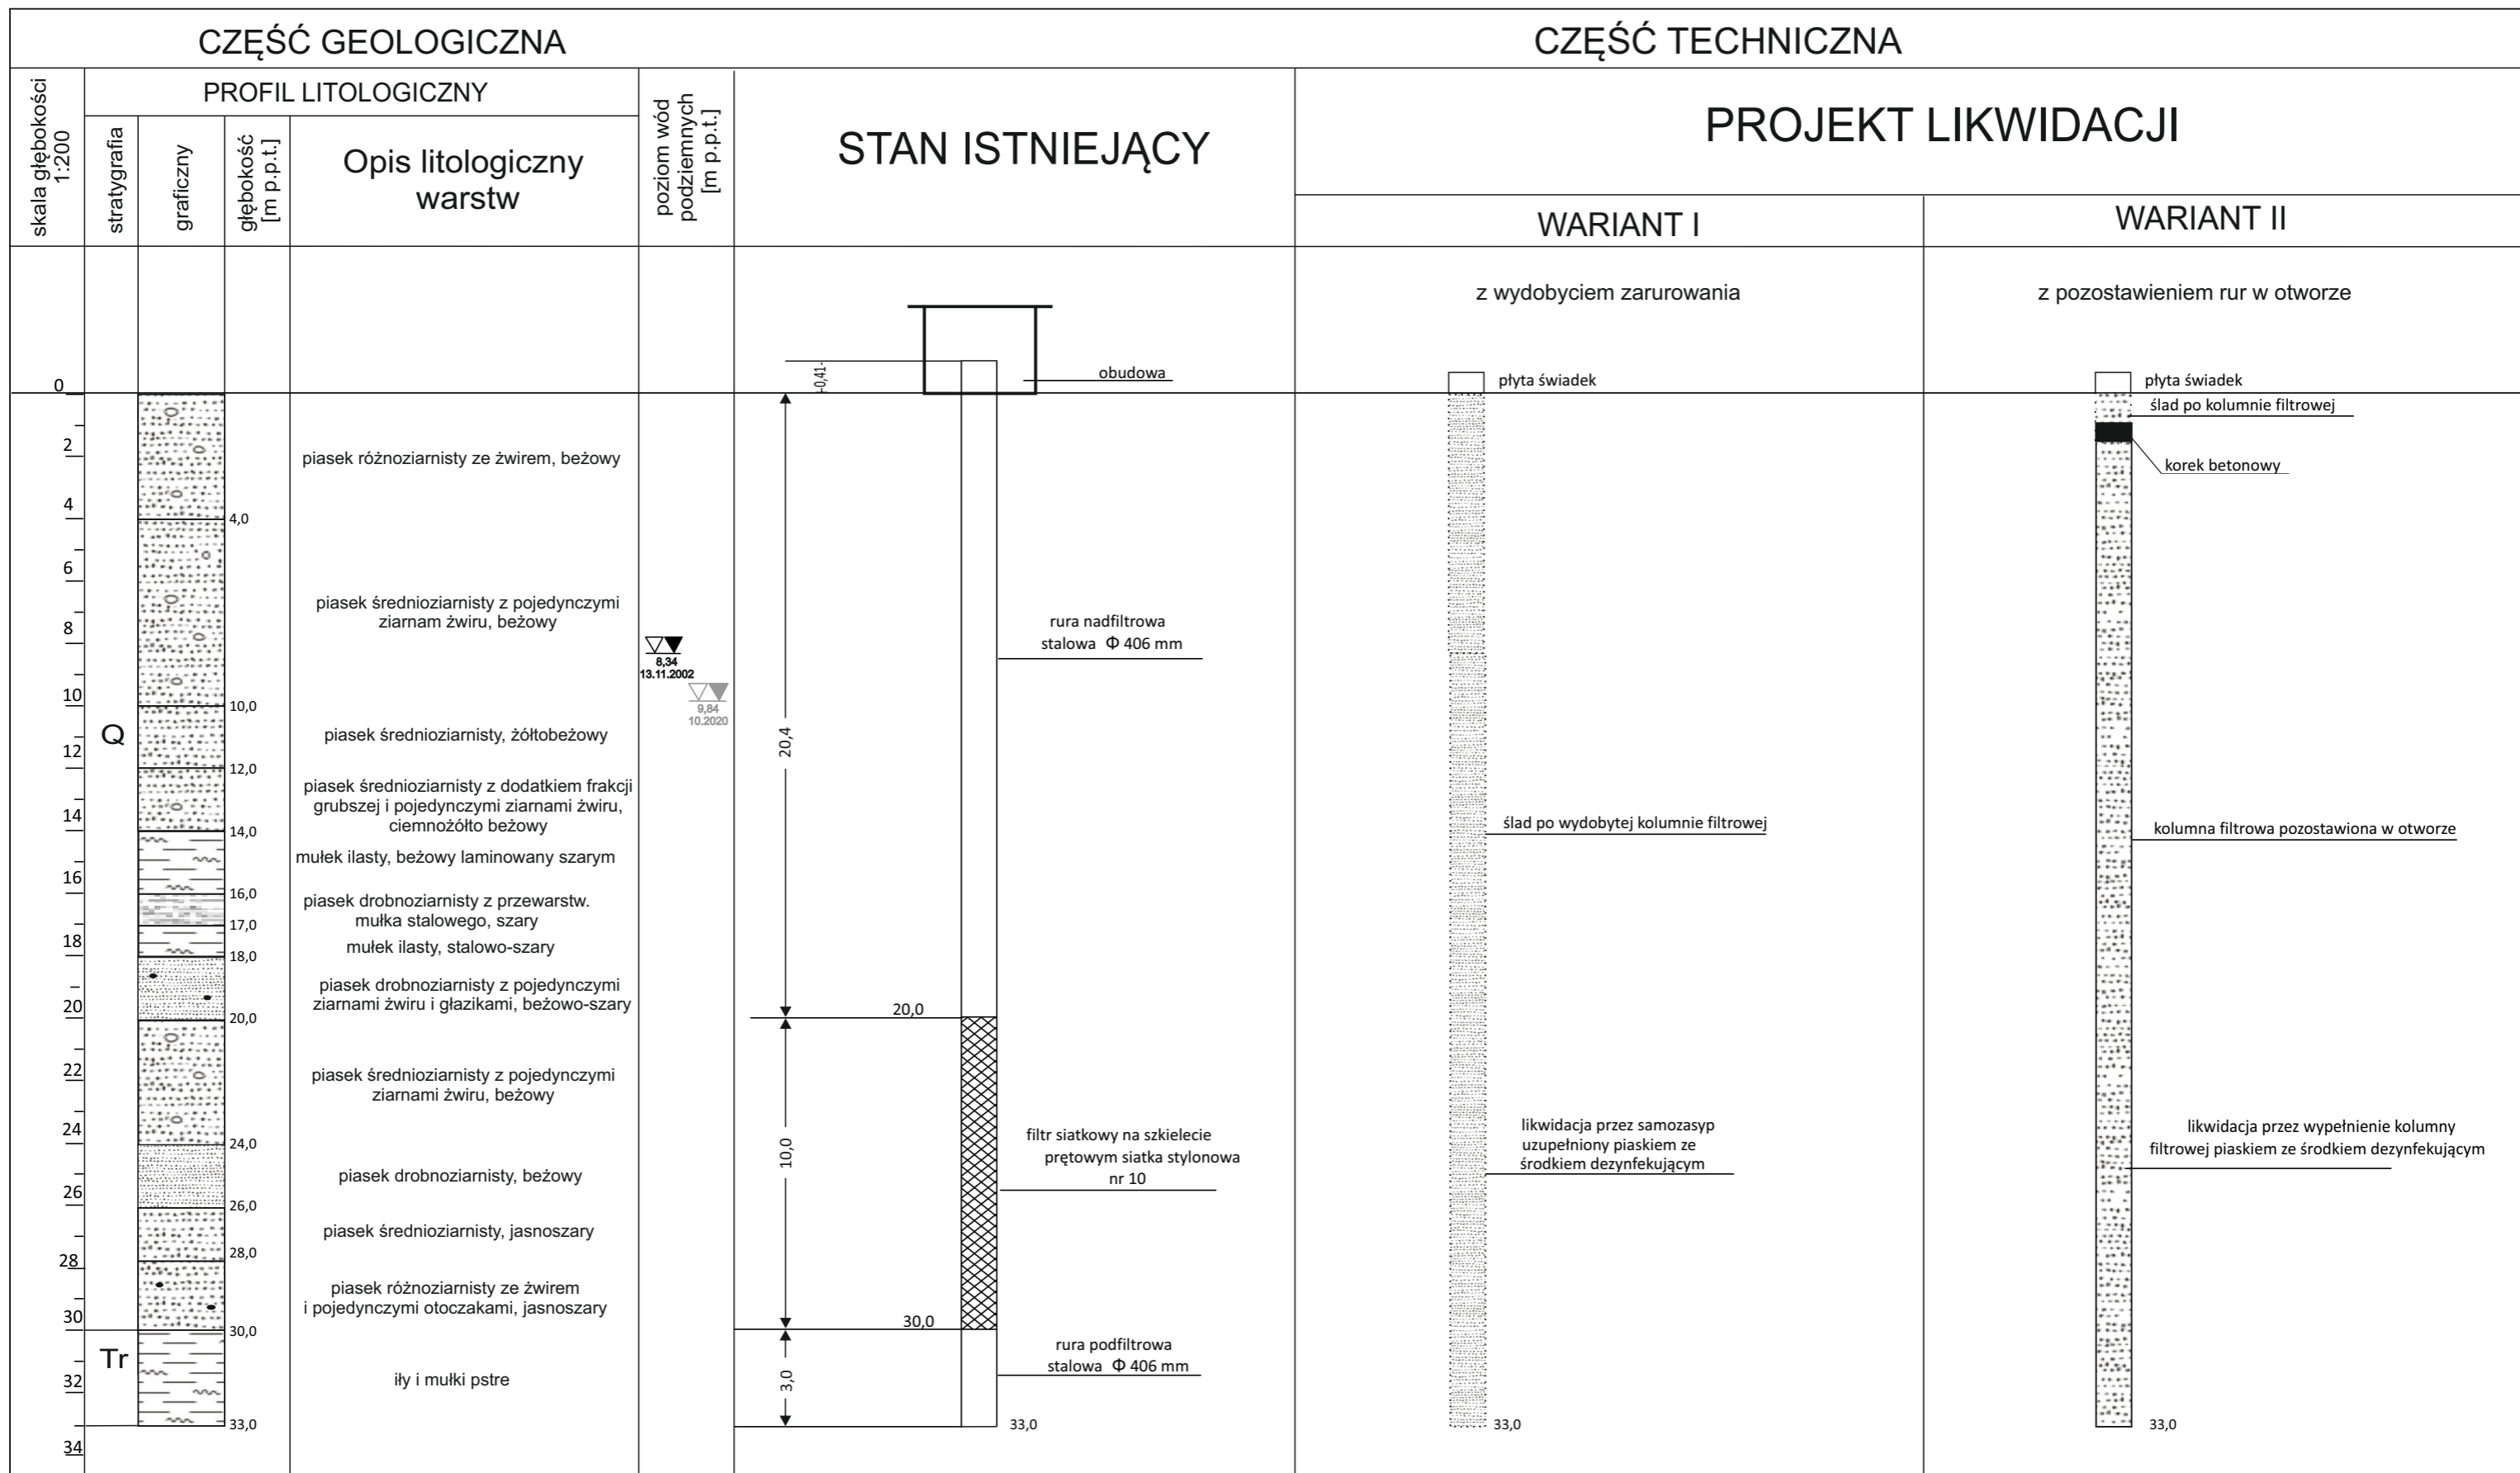 CZĘŚĆ GEOLOGICZNA
CZĘŚĆ TECHNICZNA
skala głębokości
1:200
PROFIL LITOLOGICZNY
stratygrafia
graficzny
głębokość
[m p.p.t.]
Opis litologiczny
warstw
poziom wód
podziemnych
[m p.p.t.]
STAN ISTNIEJĄCY
PROJEKT LIKWIDACJI
WARIANT I
WARIANT II
z wydobyciem zarurowania
z pozostawieniem rur w otworze
0
2
4
6
8
10
12
14
16
18
20
22
24
26
28
30
32
34
Q
Tr
4,0
10,0
12,0
14,0
16,0
17,0
18,0
20,0
24,0
26,0
28,0
30,0
33,0
piasek różnoziarnisty ze żwirem, beżowy
piasek średnioziarnisty z pojedynczymi
ziarnam żwiru, beżowy
piasek średnioziarnisty, żółtobeżowy
piasek średnioziarnisty z dodatkiem frakcji
grubszej i pojedynczymi ziarnami żwiru,
ciemnożółto beżowy
mułek ilasty, beżowy laminowany szarym
piasek drobnoziarnisty z przewarstw.
mułka stalowego, szary
mułek ilasty, stalowo-szary
piasek drobnoziarnisty z pojedynczymi
ziarnami żwiru i głazikami, beżowo-szary
piasek średnioziarnisty z pojedynczymi
ziarnami żwiru, beżowy
piasek drobnoziarnisty, beżowy
piasek średnioziarnisty, jasnoszary
piasek różnoziarnisty ze żwirem
i pojedynczymi otoczakami, jasnoszary
iły i mułki pstre
8,34
13.11.2002
9,84
10.2020
-0,41-
obudowa
20,4
rura nadfiltrowa
stalowa Φ 406 mm
20,0
10,0
filtr siatkowy na szkielecie
prętowym siatka stylonowa
nr 10
30,0
3,0
rura podfiltrowa
stalowa Φ 406 mm
33,0
płyta świadek
ślad po wydobytej kolumnie filtrowej
likwidacja przez samozasyp
uzupełniony piaskiem ze
środkiem dezynfekującym
33,0
płyta świadek
ślad po kolumnie filtrowej
korek betonowy
kolumna filtrowa pozostawiona w otworze
likwidacja przez wypełnienie kolumny
filtrowej piaskiem ze środkiem dezynfekującym
33,0